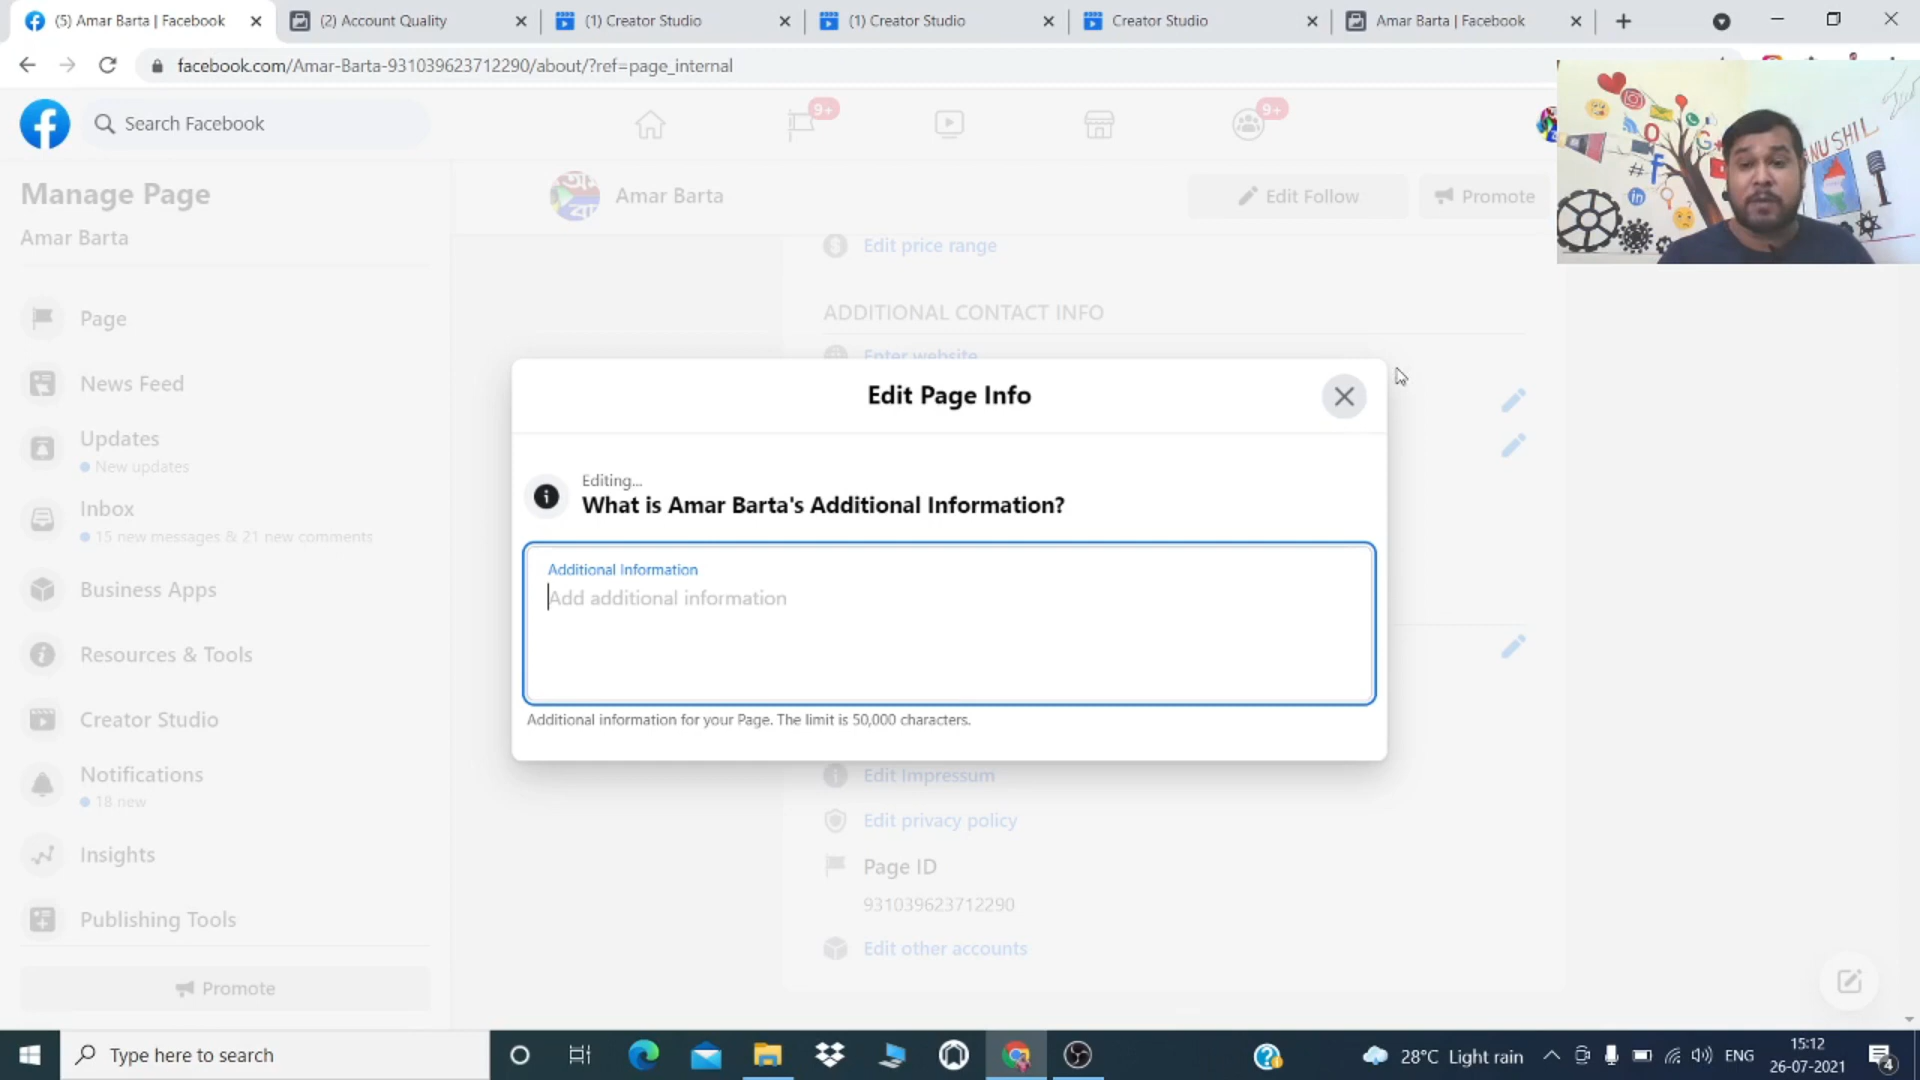 (5) Amar Barta | Facebook
(2) Account Quality
(1) Creator Studio
(1) Creator Studio
Creator Studio
Amar Barta | Facebook
facebook.com/Amar-Barta-931039623712290/about/?ref=page_internal
Search Facebook
9+
9+
Manage Page
Amar Barta
Page
News Feed
Updates
New updates
Inbox
15 new messages & 21 new comments
Business Apps
Resources & Tools
Creator Studio
Notifications
18 new
Insights
Publishing Tools
Promote
Amar Barta
Edit Follow
Promote
Edit price range
ADDITIONAL CONTACT INFO
Enter website
Edit Page Info
Editing...
What is Amar Barta's Additional Information?
Additional Information
Add additional information
Additional information for your Page. The limit is 50,000 characters.
Edit Impressum
Edit privacy policy
Page ID
931039623712290
Edit other accounts
Type here to search
28°C Light rain
ENG
15:12
26-07-2021
4